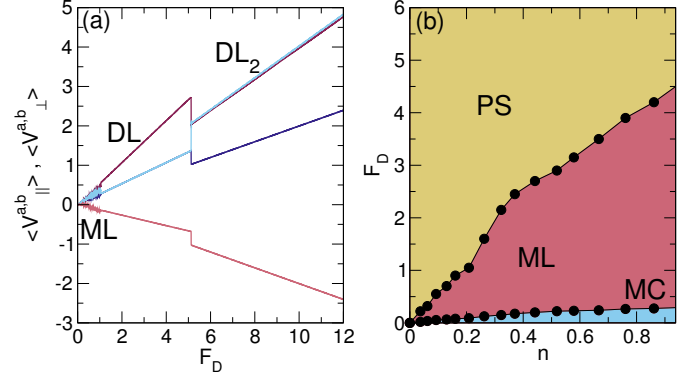 (a)
DL
DL₂
ML
5
4
3
2
1
0
-1
-2
-3
0 2 4 6 8 10 12
F_D
<V^{a,b}_{||}> , <V^{a,b}_⊥>
(b)
PS
ML
MC
6
5
4
3
2
1
0
0 0.2 0.4 0.6 0.8
n
F_D